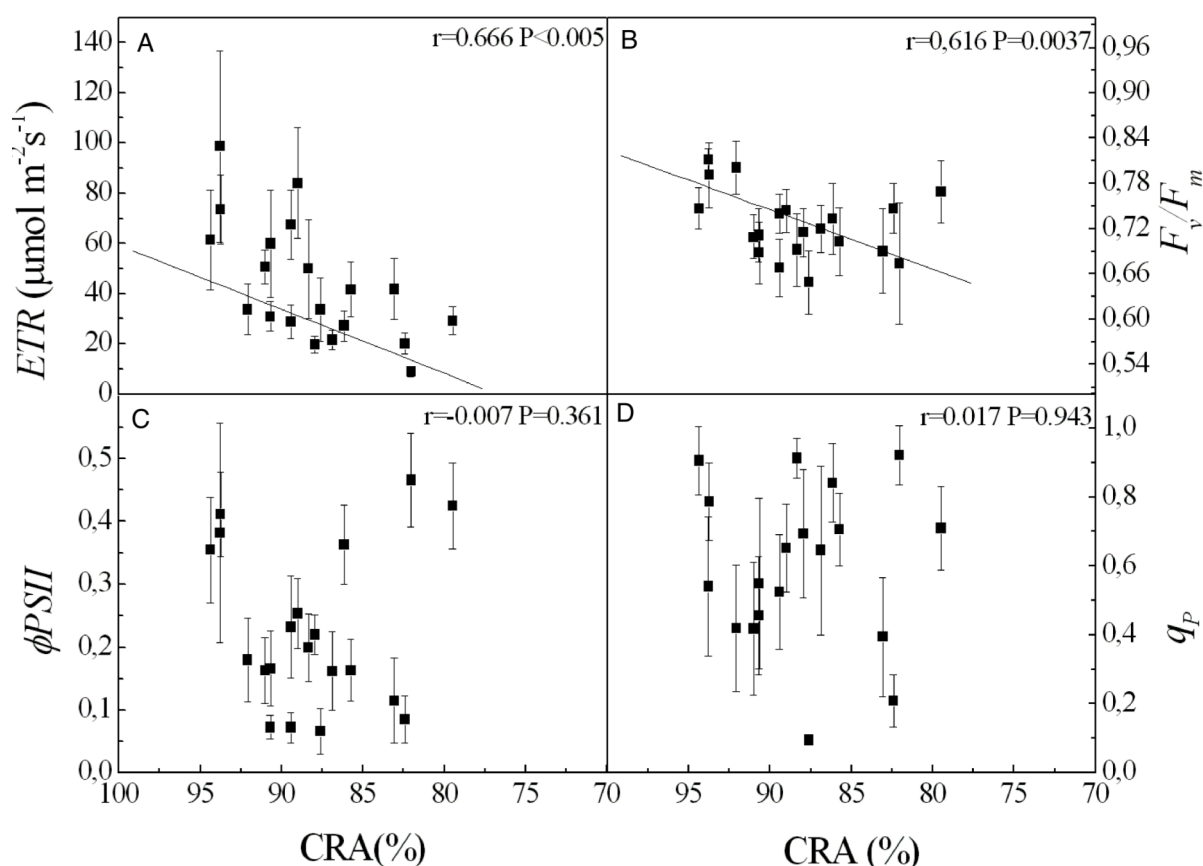 A
r=0.666 P<0.005
140
120
100
80
60
40
20
0
ETR (μmol m⁻²s⁻¹)
B
r=0,616 P=0.0037
0,96
0,90
0,84
0,78
0,72
0,66
0,60
0,54
Fv/Fm
C
r=-0.007 P=0.361
0,5
0,4
0,3
0,2
0,1
0,0
ϕPSII
100 95 90 85 80 75 70
CRA(%)
D
r=0.017 P=0.943
1,0
0,8
0,6
0,4
0,2
0,0
qP
95 90 85 80 75 70
CRA (%)